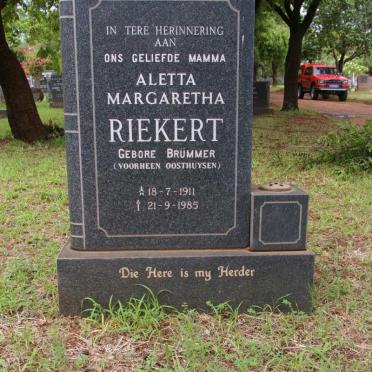 IN TERE HERINNERING
AAN
ONS GELIEFDE MAMMA
ALETTA
MARGARETHA
RIEKERT
GEBORE BRÜMMER
(VOORHEEN OOSTHUYSEN)
18-7-1911
† 21-9-1985
Die Here is my Herder